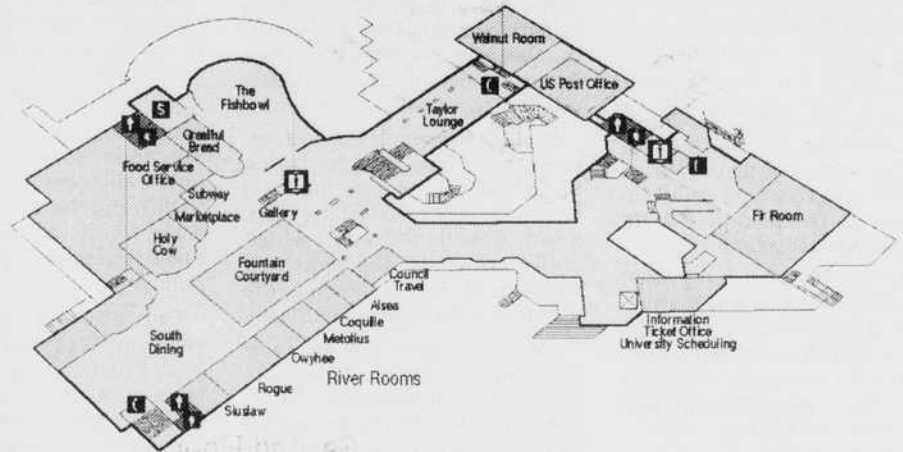 Walnut Room
US Post Office
The
Fishbowl
Taylor
Lounge
S
Greatful
Bread
Food Service
Office
Subway
Marketplace
Gallery
Fir Room
Holy
Cow
Fountain
Courtyard
Council
Travel
Alsea
Coquille
Metolius
Owyhee
Rogue
Siuslaw
River Rooms
South
Dining
Information
Ticket Office
University Scheduling